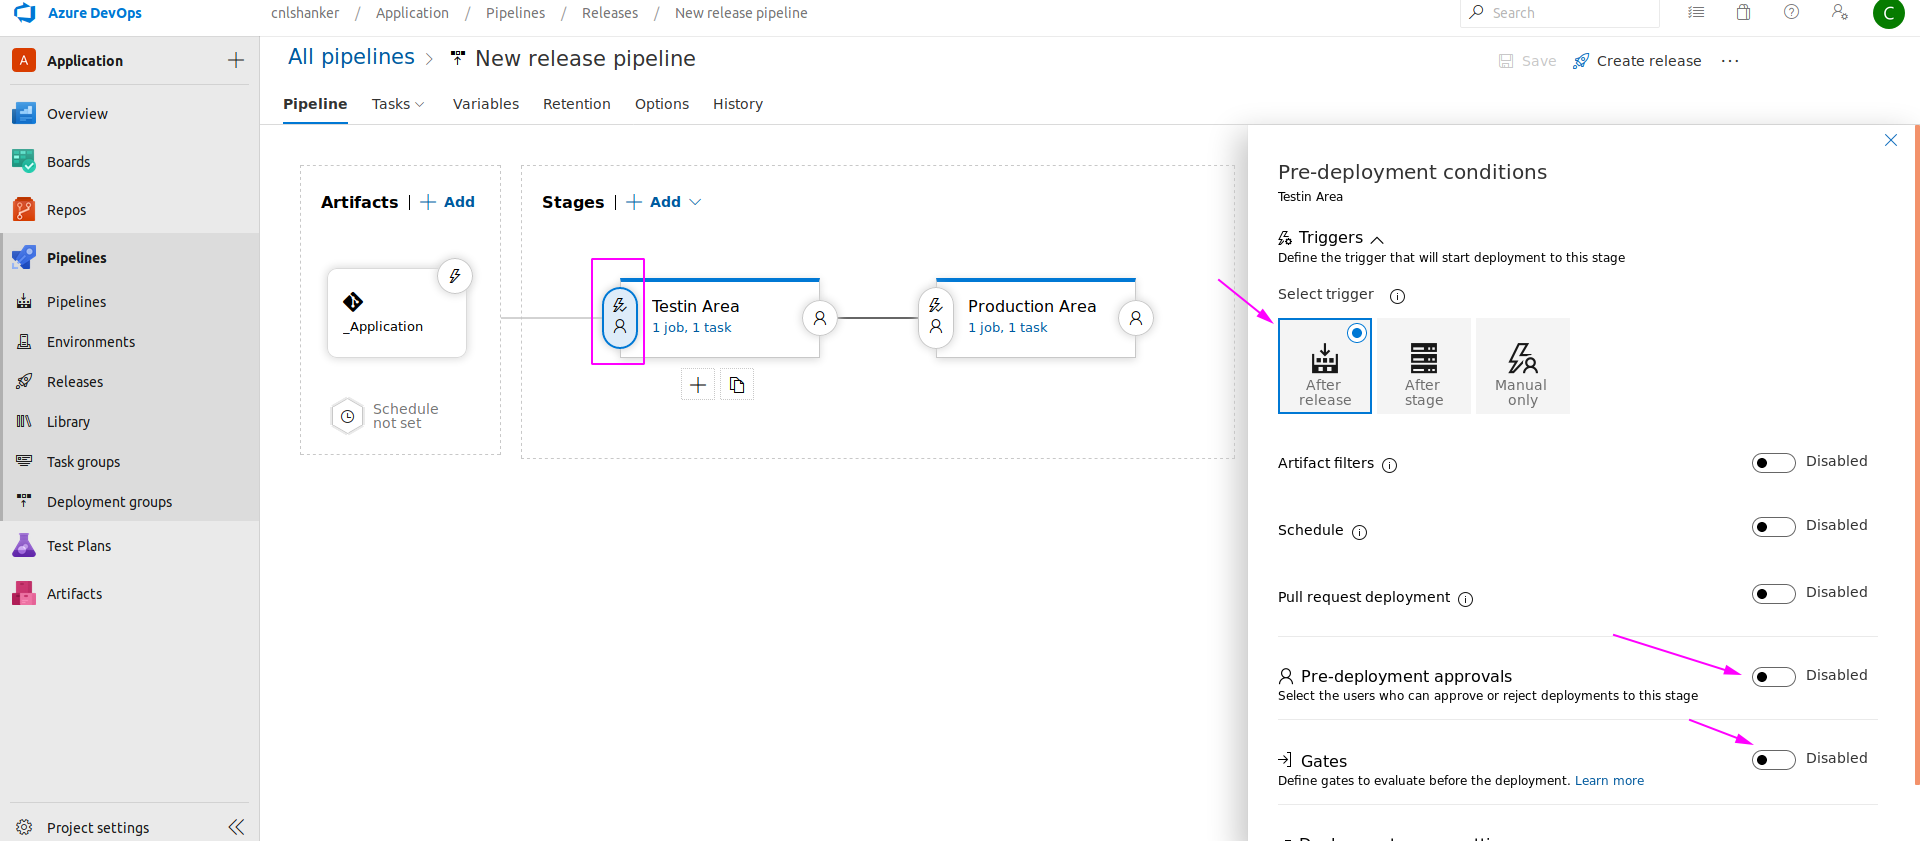 Azure DevOps
cnlshanker / Application / Pipelines / Releases / New release pipeline
Search
C
A Application
Overview
Boards
Repos
Pipelines
Pipelines
Environments
Releases
Library
Task groups
Deployment groups
Test Plans
Artifacts
Project settings
All pipelines > New release pipeline
Save
Create release
Pipeline Tasks Variables Retention Options History
Artifacts | + Add
_Application
Schedule
not set
Stages | + Add
Testin Area
1 job, 1 task
Production Area
1 job, 1 task
Pre-deployment conditions
Testin Area
Triggers
Define the trigger that will start deployment to this stage
Select trigger
After
release
After
stage
Manual
only
Artifact filters Disabled
Schedule Disabled
Pull request deployment Disabled
Pre-deployment approvals Disabled
Select the users who can approve or reject deployments to this stage
Gates Disabled
Define gates to evaluate before the deployment. Learn more